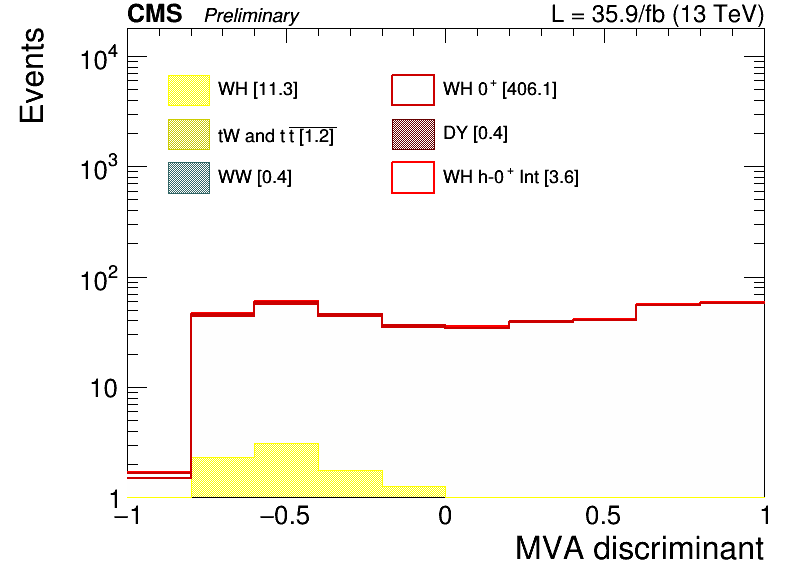 CMS Preliminary L = 35.9/fb (13 TeV)
Events
10⁴
10³
10²
10
1
WH [11.3]
WH 0⁺ [406.1]
tW and t t̅ [1.2]
DY [0.4]
WW [0.4]
WH h-0⁺ Int [3.6]
−1 −0.5 0 0.5 1
MVA discriminant